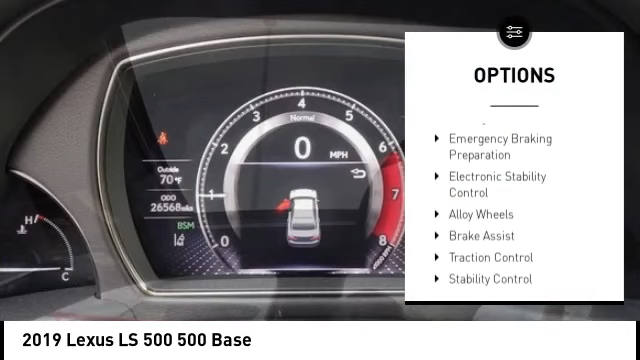 OPTIONS
Emergency Braking
Preparation
Electronic Stability
Control
Alloy Wheels
Brake Assist
Traction Control
Stability Control
Normal
0 MPH
Outside
70°F
ODO
26568
BSM
H
C
0
1
2
3
4
5
6
7
8
2019 Lexus LS 500 500 Base